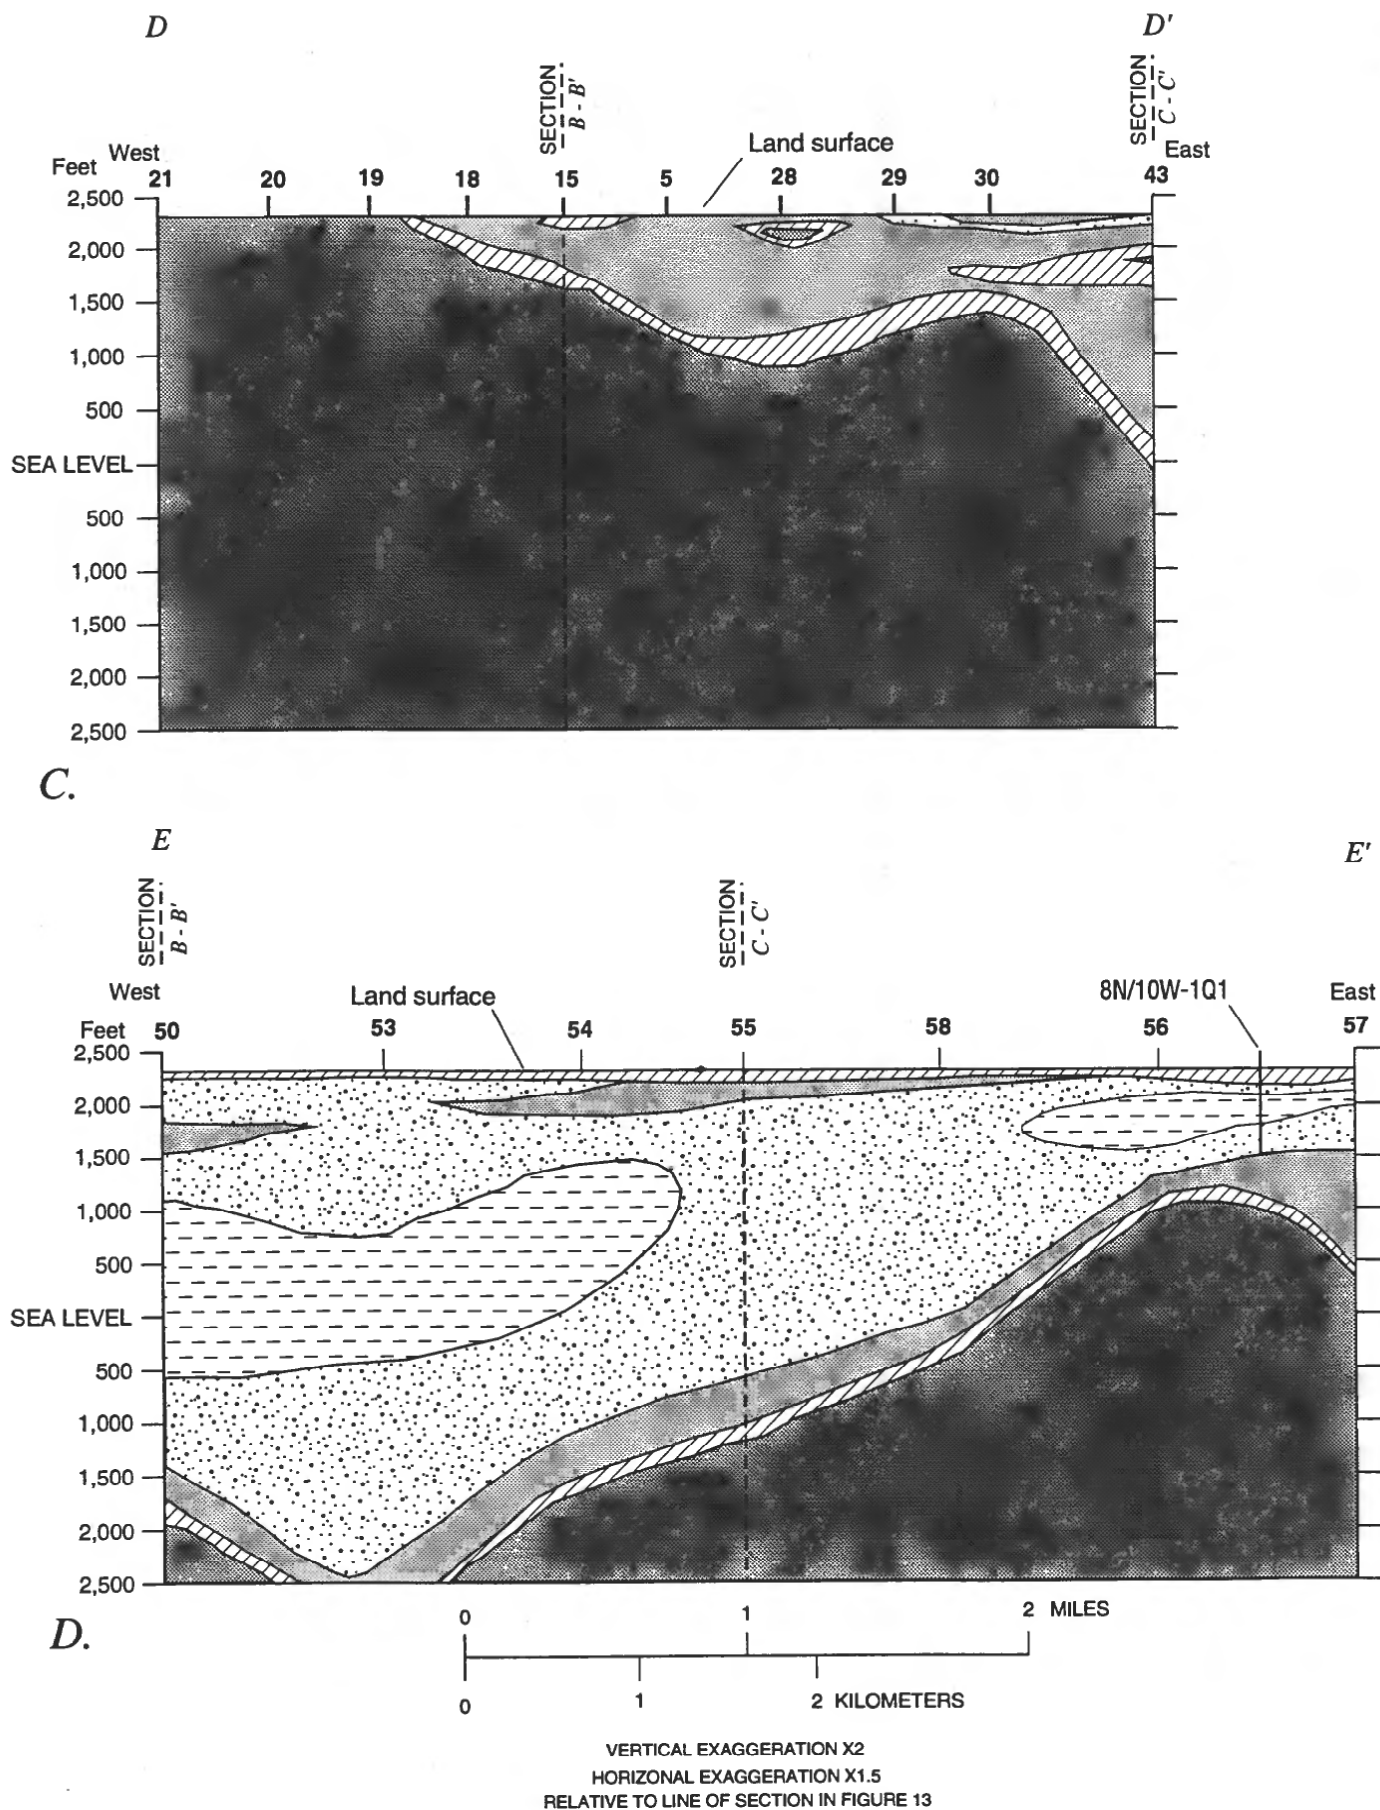 D D'
SECTION
B - B'
SECTION
C - C'
Land surface
Feet West East
21 20 19 18 15 5 28 29 30 43
2,500
2,000
1,500
1,000
500
SEA LEVEL
500
1,000
1,500
2,000
2,500
C.
E E'
SECTION
B - B'
SECTION
C - C'
West Land surface 8N/10W-1Q1 East
Feet 50 53 54 55 58 56 57
2,500
2,000
1,500
1,000
500
SEA LEVEL
500
1,000
1,500
2,000
2,500
D.
0 1 2 MILES
0 1 2 KILOMETERS
VERTICAL EXAGGERATION X2
HORIZONAL EXAGGERATION X1.5
RELATIVE TO LINE OF SECTION IN FIGURE 13